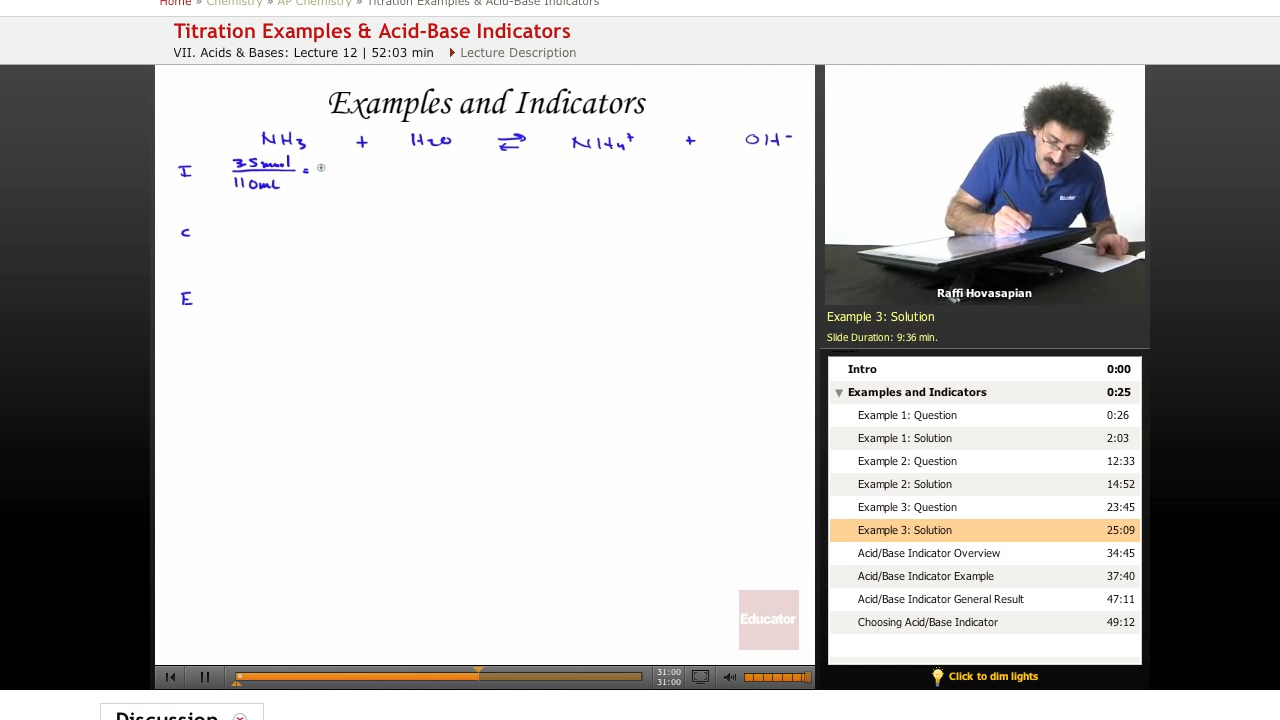 Home » Chemistry » AP Chemistry » Titration Examples & Acid-Base Indicators
Titration Examples & Acid-Base Indicators
VII. Acids & Bases: Lecture 12 | 52:03 min Lecture Description
Examples and Indicators
NH3 + H2O ⇌ NH4+ + OH-
I 35mmol
110mL =
C
E
Educator
Educator
Raffi Hovasapian
Example 3: Solution
Slide Duration: 9:36 min.
Intro 0:00
Examples and Indicators 0:25
Example 1: Question 0:26
Example 1: Solution 2:03
Example 2: Question 12:33
Example 2: Solution 14:52
Example 3: Question 23:45
Example 3: Solution 25:09
Acid/Base Indicator Overview 34:45
Acid/Base Indicator Example 37:40
Acid/Base Indicator General Result 47:11
Choosing Acid/Base Indicator 49:12
31:00
31:00
Click to dim lights
Discussion